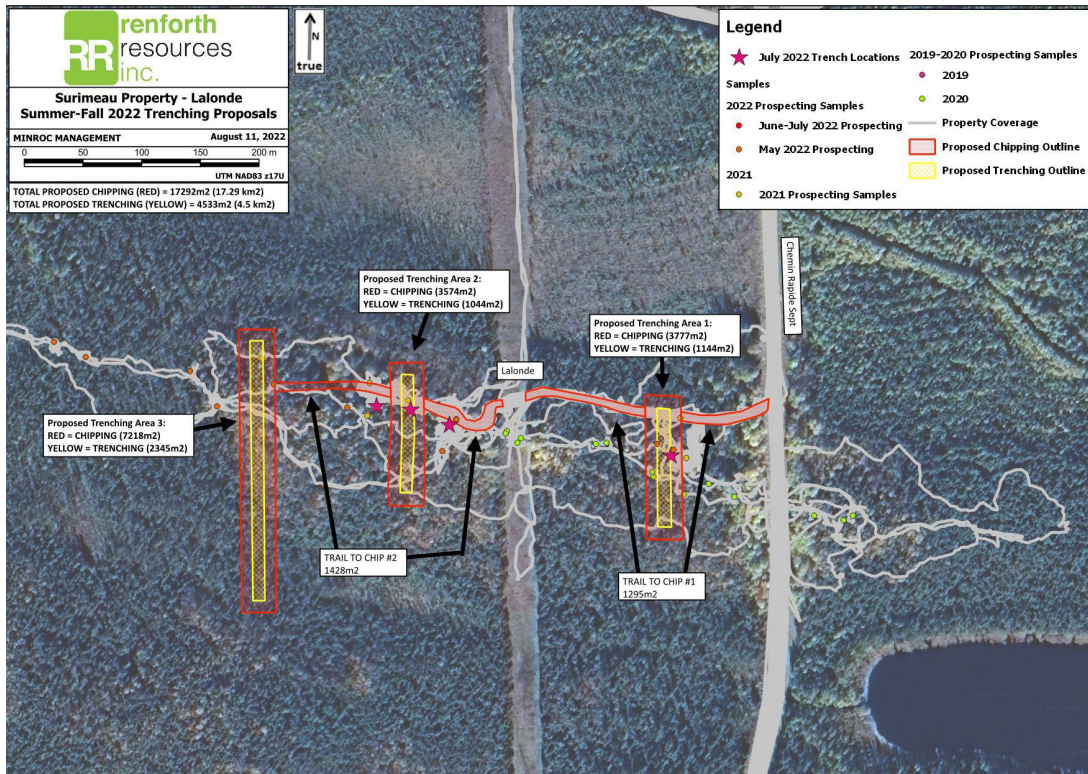 renforth
resources
inc.
RR
Surimeau Property - Lalonde
Summer-Fall 2022 Trenching Proposals
MINROC MANAGEMENT August 11, 2022
0 50 100 150 200 m
UTM NAD83 z17U
TOTAL PROPOSED CHIPPING (RED) = 17292m2 (17.29 km2)
TOTAL PROPOSED TRENCHING (YELLOW) = 4533m2 (4.5 km2)
N
true
Legend
July 2022 Trench Locations
Samples
2022 Prospecting Samples
June-July 2022 Prospecting
May 2022 Prospecting
2021
2021 Prospecting Samples
2019-2020 Prospecting Samples
2019
2020
Property Coverage
Proposed Chipping Outline
Proposed Trenching Outline
Chemin Rapide Sept
Proposed Trenching Area 2:
RED = CHIPPING (3574m2)
YELLOW = TRENCHING (1044m2)
Proposed Trenching Area 1:
RED = CHIPPING (3777m2)
YELLOW = TRENCHING (1144m2)
Lalonde
Proposed Trenching Area 3:
RED = CHIPPING (7218m2)
YELLOW = TRENCHING (2345m2)
TRAIL TO CHIP #2
1428m2
TRAIL TO CHIP #1
1295m2